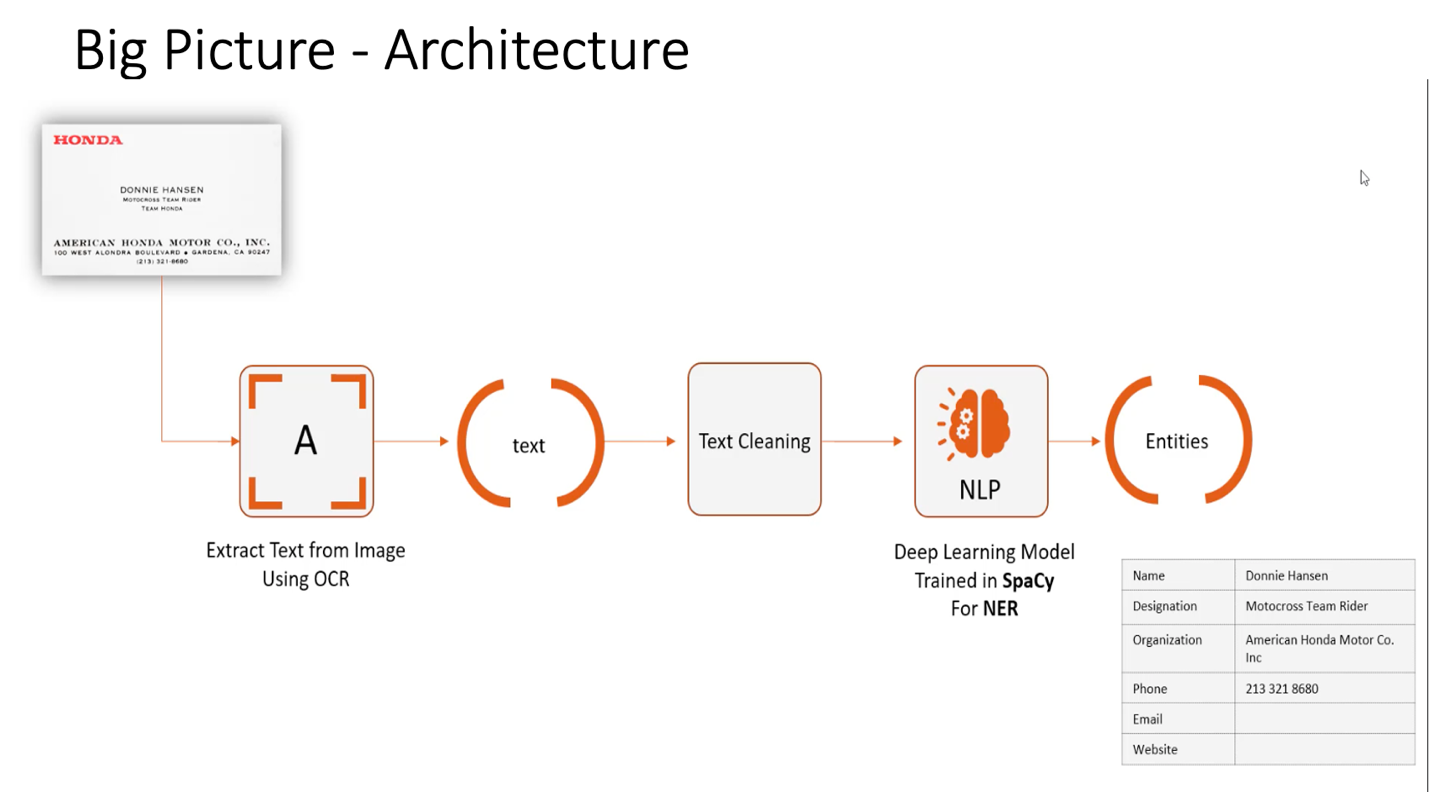 Big Picture - Architecture
HONDA
DONNIE HANSEN
MOTOCROSS TEAM RIDER
TEAM HONDA
AMERICAN HONDA MOTOR CO., INC.
100 WEST ALONDRA BOULEVARD • GARDENA, CA 90247
(213) 321-8680
A
text
Text Cleaning
NLP
Entities
Extract Text from Image
Using OCR
Deep Learning Model
Trained in SpaCy
For NER
Name Donnie Hansen
Designation Motocross Team Rider
Organization American Honda Motor Co.
Inc
Phone 213 321 8680
Email
Website